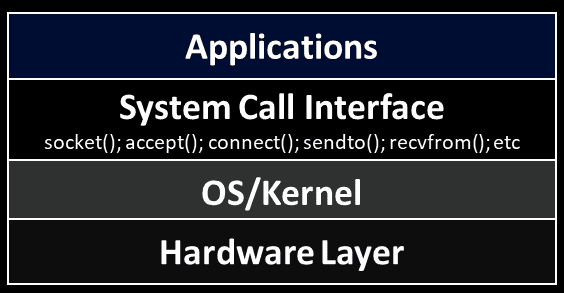 Applications
System Call Interface
socket(); accept(); connect(); sendto(); recvfrom(); etc
OS/Kernel
Hardware Layer